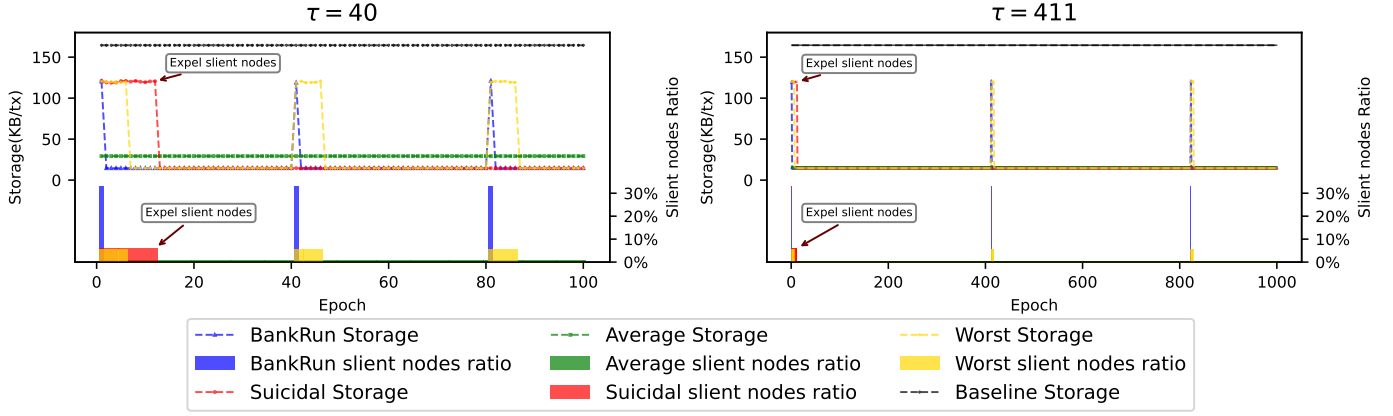 τ = 40
Storage(KB/tx)
150
100
50
0
Expel slient nodes
Expel slient nodes
30%
20%
10%
0%
Slient nodes Ratio
0 20 40 60 80 100
Epoch
τ = 411
Storage(KB/tx)
150
100
50
0
Expel slient nodes
Expel slient nodes
30%
20%
10%
0%
Slient nodes Ratio
0 200 400 600 800 1000
Epoch
BankRun Storage
BankRun slient nodes ratio
Suicidal Storage
Average Storage
Average slient nodes ratio
Suicidal slient nodes ratio
Worst Storage
Worst slient nodes ratio
Baseline Storage